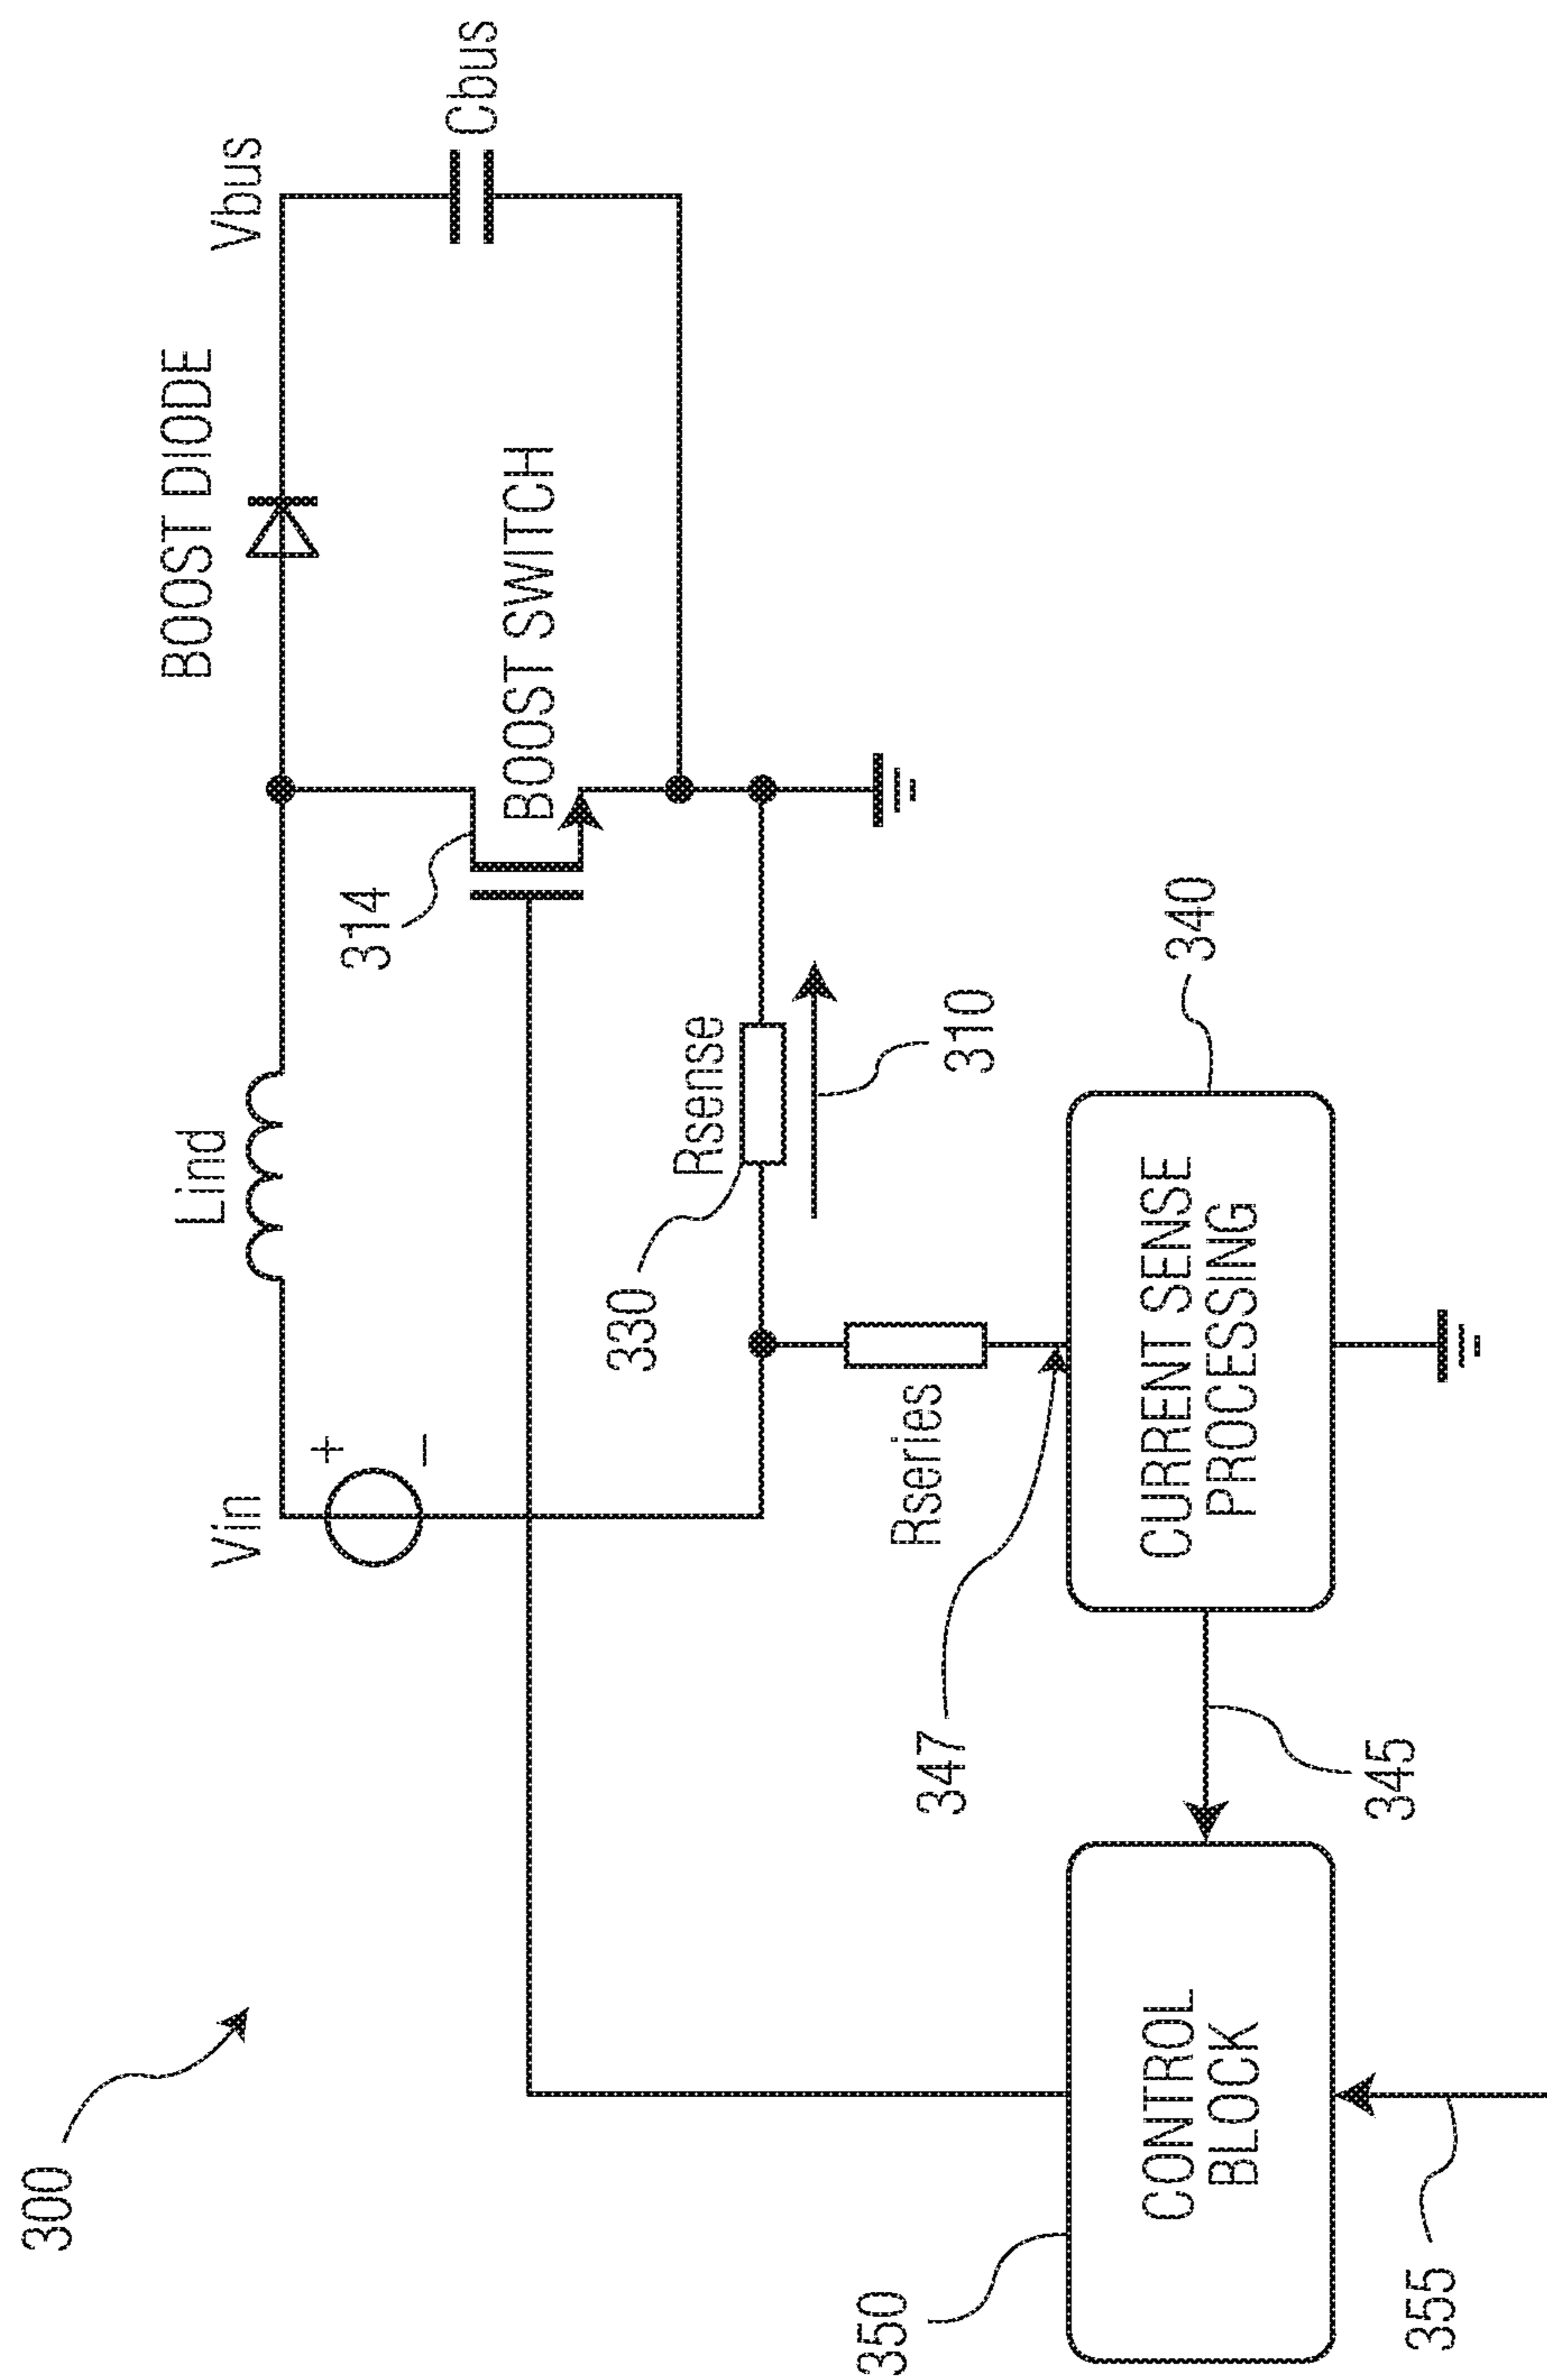 300
Vin
+
−
Lind
BOOST DIODE
Vbus
Cbus
314
BOOST SWITCH
330
Rsense
310
Rseries
347
340
CURRENT SENSE
PROCESSING
345
350
CONTROL
BLOCK
355